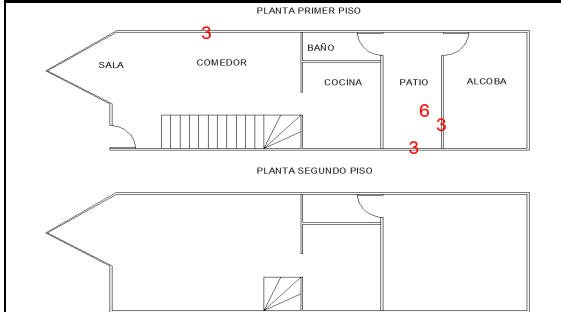 PLANTA PRIMER PISO
3
SALA
COMEDOR
BAÑO
COCINA
PATIO
ALCOBA
6
3
3
PLANTA SEGUNDO PISO